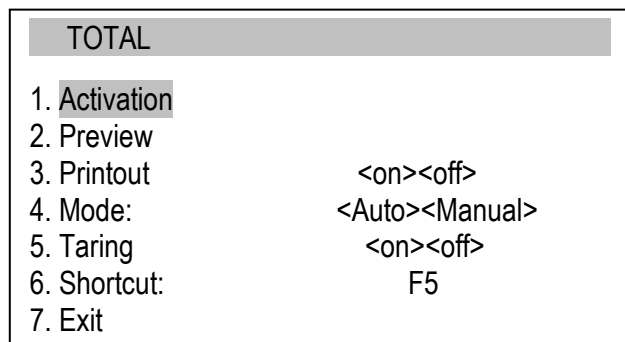 TOTAL
1. Activation
2. Preview
3. Printout <on><off>
4. Mode: <Auto><Manual>
5. Taring <on><off>
6. Shortcut: F5
7. Exit